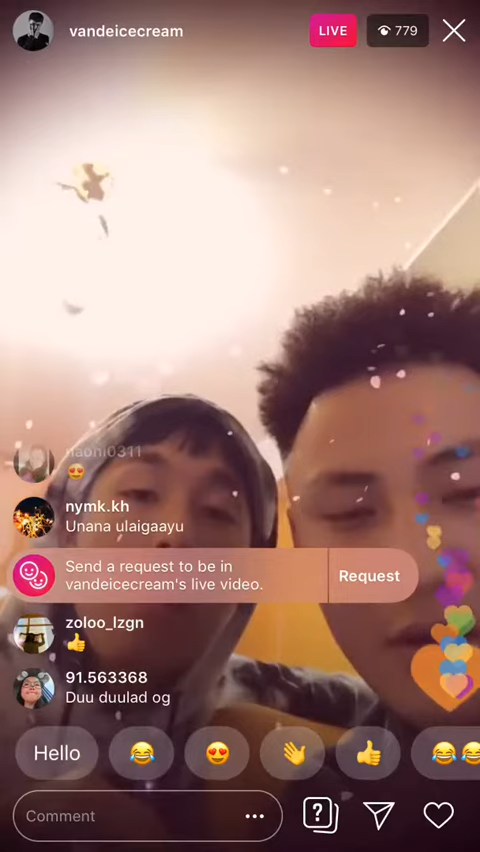 vandeicecream
LIVE
779
naohi0311
😍
nymk.kh
Unana ulaigaayu
Send a request to be in
vandeicecream's live video.
Request
zoloo_lzgn
👍
91.563368
Duu duulad og
Hello 😂 😍 👋 👍 😂😂
Comment